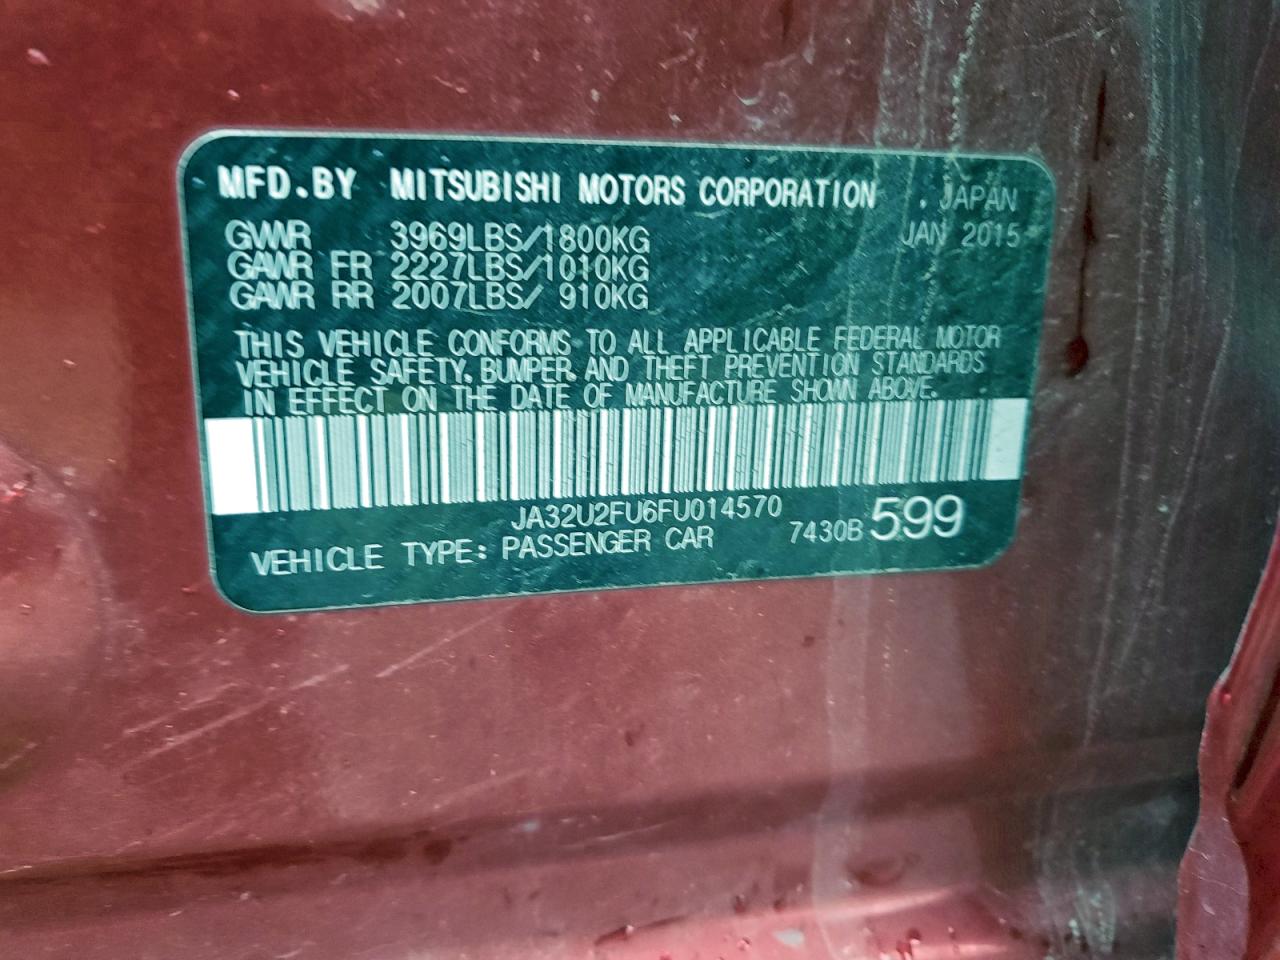 MFD.BY MITSUBISHI MOTORS CORPORATION . JAPAN
GVWR 3969LBS/1800KG JAN 2015
GAWR FR 2227LBS/1010KG
GAWR RR 2007LBS/ 910KG
THIS VEHICLE CONFORMS TO ALL APPLICABLE FEDERAL MOTOR
VEHICLE SAFETY, BUMPER, AND THEFT PREVENTION STANDARDS
IN EFFECT ON THE DATE OF MANUFACTURE SHOWN ABOVE.
JA32U2FU6FU014570
VEHICLE TYPE: PASSENGER CAR 7430B 599